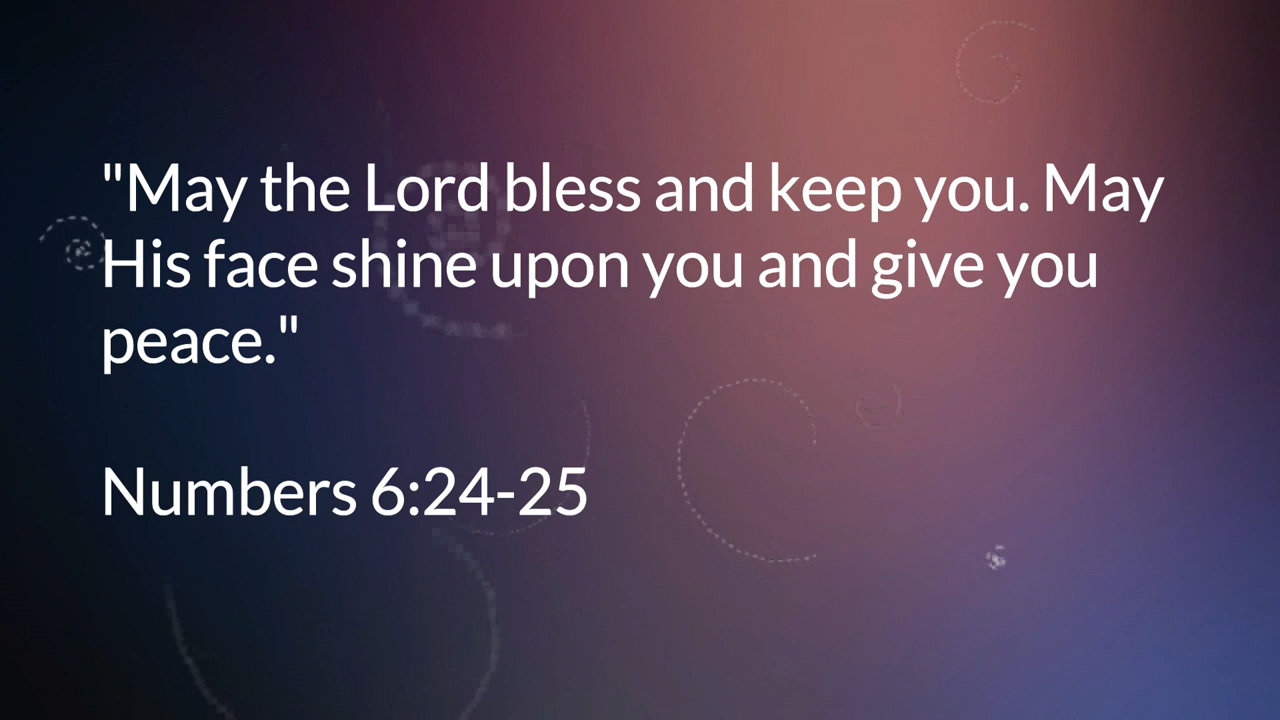 "May the Lord bless and keep you. May
His face shine upon you and give you
peace."
Numbers 6:24-25